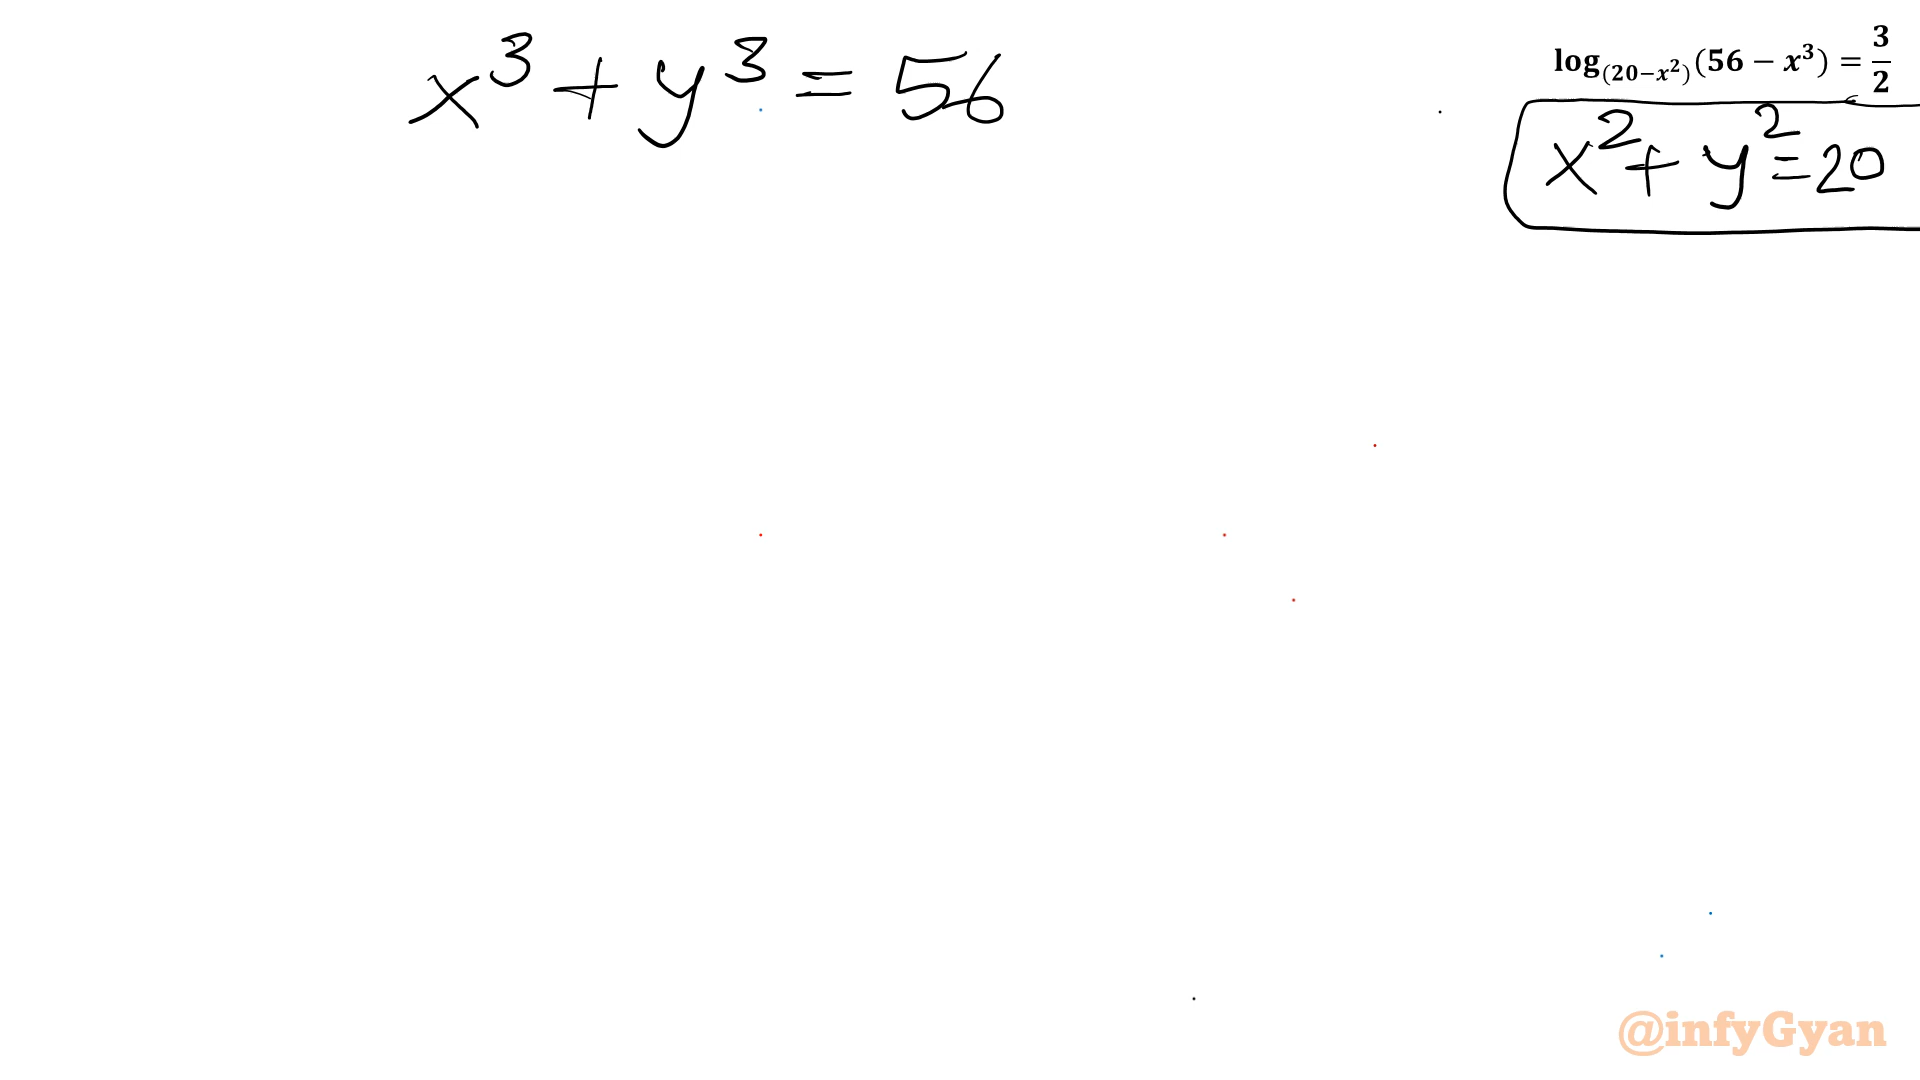 x³ + y³ = 56
log₍₂₀₋ₓ²₎(56 − x³) = 3/2
x² + y² = 20
@infyGyan